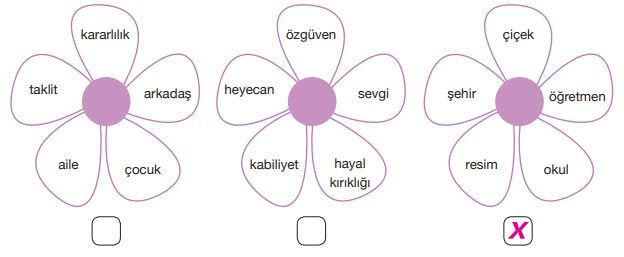 kararlılık
taklit
arkadaş
aile
çocuk
özgüven
heyecan
sevgi
kabiliyet
hayal
kırıklığı
çiçek
şehir
öğretmen
resim
okul
X